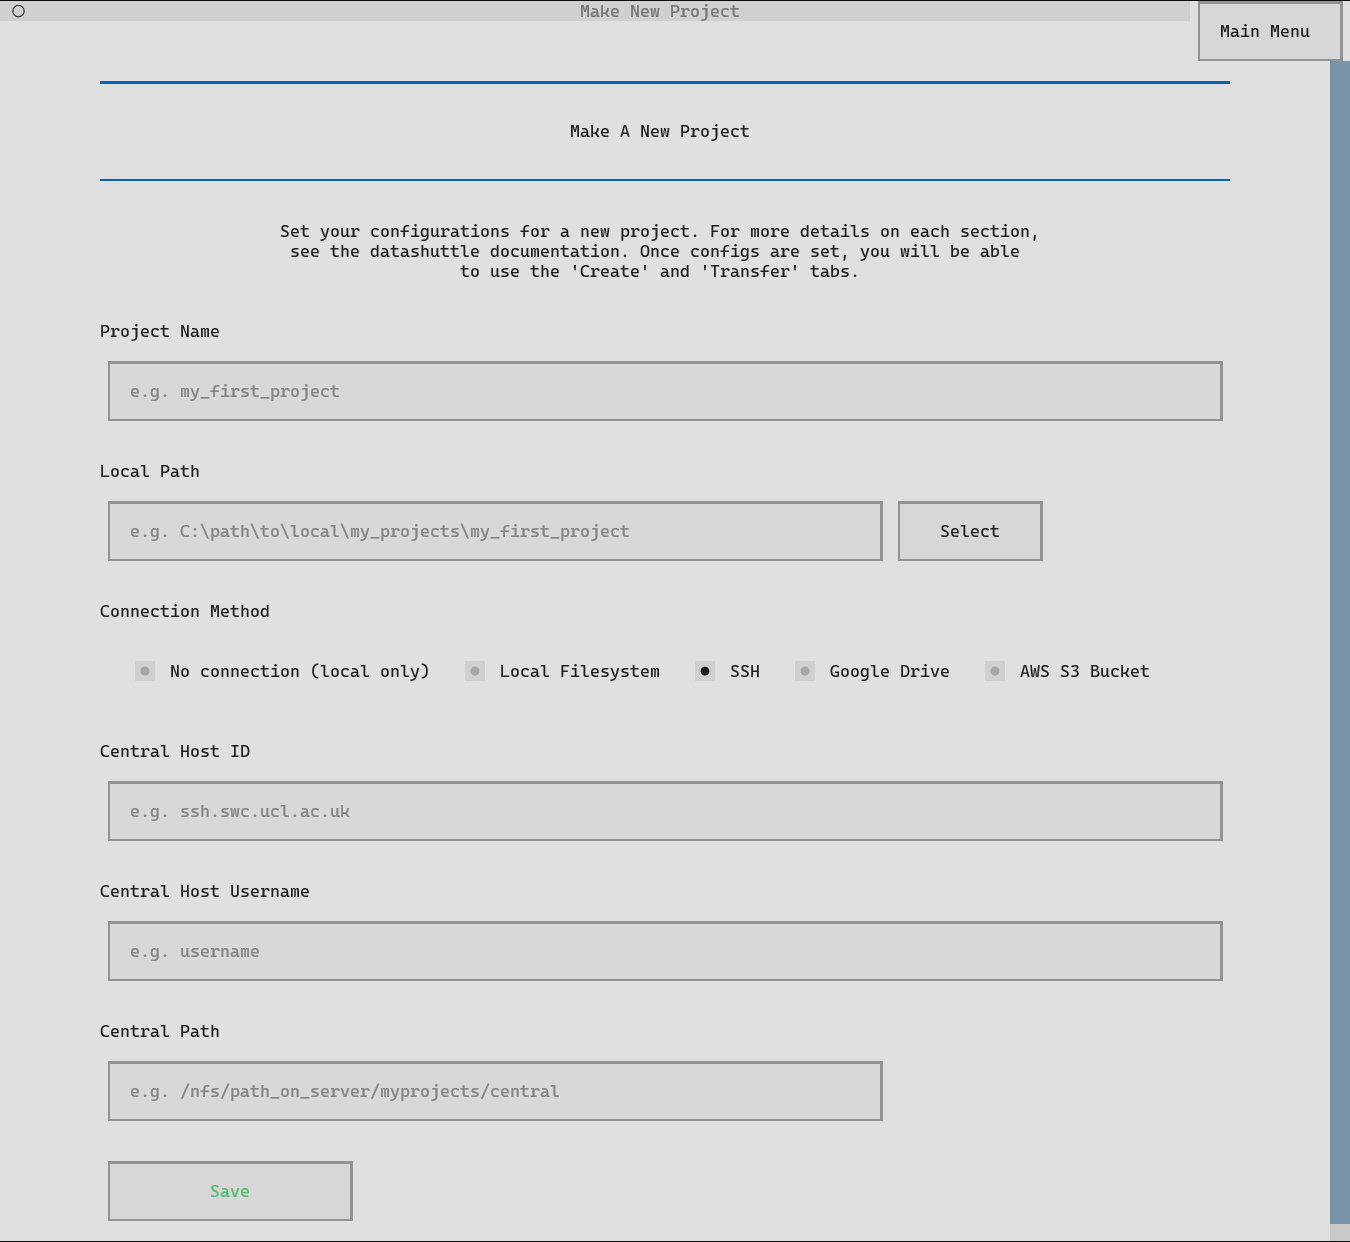 Make New Project
Main Menu
Make A New Project
Set your configurations for a new project. For more details on each section,
see the datashuttle documentation. Once configs are set, you will be able
to use the 'Create' and 'Transfer' tabs.
Project Name
e.g. my_first_project
Local Path
e.g. C:\path\to\local\my_projects\my_first_project
Select
Connection Method
No connection (local only) Local Filesystem SSH Google Drive AWS S3 Bucket
Central Host ID
e.g. ssh.swc.ucl.ac.uk
Central Host Username
e.g. username
Central Path
e.g. /nfs/path_on_server/myprojects/central
Save